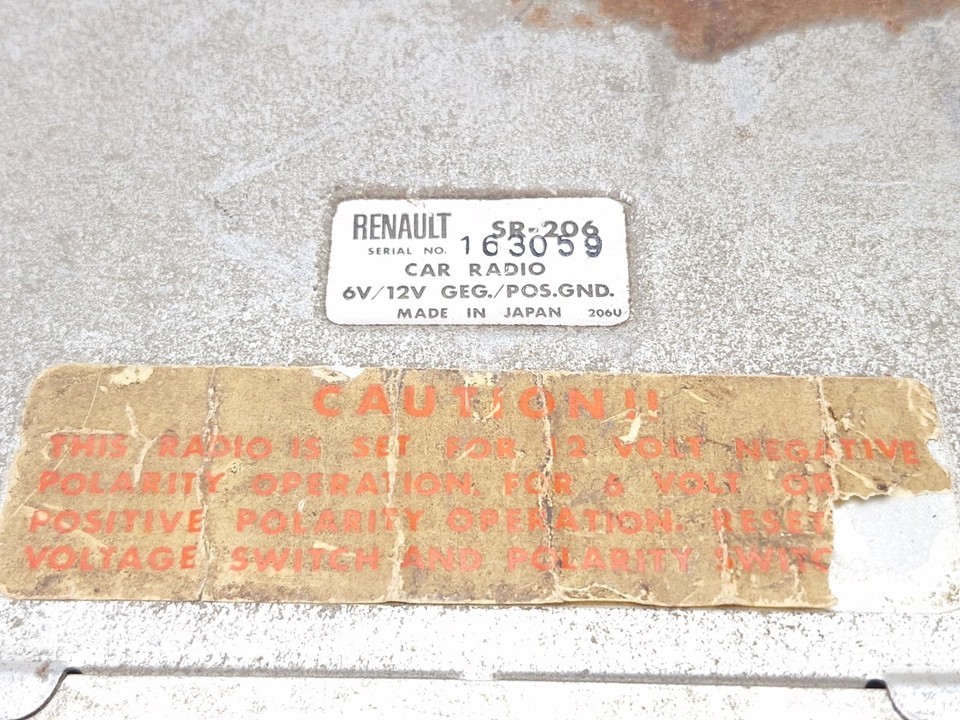 RENAULT SR-206
SERIAL NO. 163059
CAR RADIO
6V/12V GEG./POS.GND.
MADE IN JAPAN 206U
CAUTION!!
THIS RADIO IS SET FOR 12 VOLT NEGATIVE
POLARITY OPERATION. FOR 6 VOLT OR
POSITIVE POLARITY OPERATION. RESET
VOLTAGE SWITCH AND POLARITY SWITC